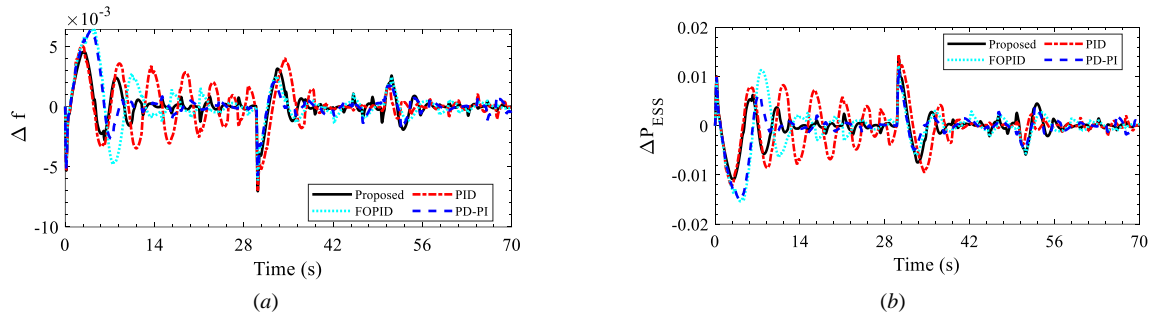 ×10⁻³
5
0
-5
-10
Δ f
Proposed
PID
FOPID
PD-PI
0 14 28 42 56 70
Time (s)
(a)
0.02
0.01
0
-0.01
-0.02
ΔP_ESS
Proposed
PID
FOPID
PD-PI
0 14 28 42 56 70
Time (s)
(b)